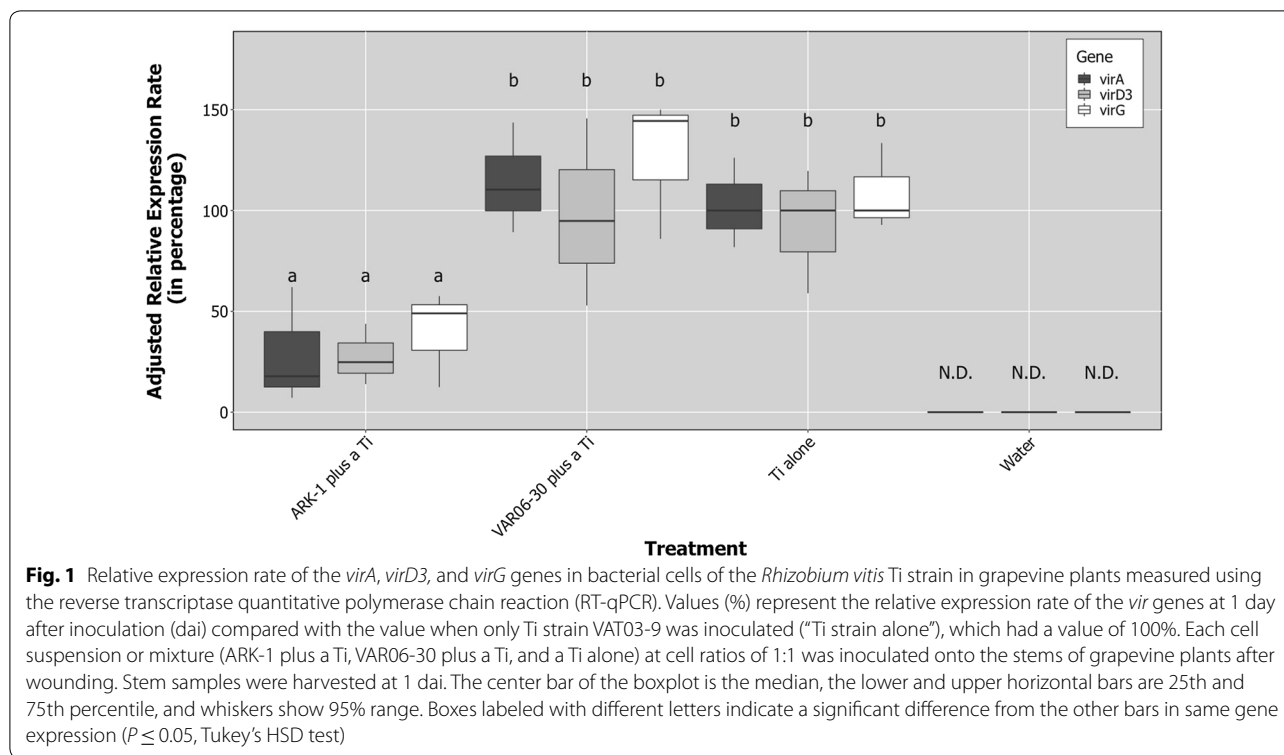 Adjusted Relative Expression Rate
(in percentage)
150
100
50
0
a a a
b b b
b b b
N.D. N.D. N.D.
Gene
virA
virD3
virG
ARK-1 plus a Ti
VAR06-30 plus a Ti
Ti alone
Water
Treatment
Fig. 1 Relative expression rate of the virA, virD3, and virG genes in bacterial cells of the Rhizobium vitis Ti strain in grapevine plants measured using
the reverse transcriptase quantitative polymerase chain reaction (RT-qPCR). Values (%) represent the relative expression rate of the vir genes at 1 day
after inoculation (dai) compared with the value when only Ti strain VAT03-9 was inoculated (“Ti strain alone”), which had a value of 100%. Each cell
suspension or mixture (ARK-1 plus a Ti, VAR06-30 plus a Ti, and a Ti alone) at cell ratios of 1:1 was inoculated onto the stems of grapevine plants after
wounding. Stem samples were harvested at 1 dai. The center bar of the boxplot is the median, the lower and upper horizontal bars are 25th and
75th percentile, and whiskers show 95% range. Boxes labeled with different letters indicate a significant difference from the other bars in same gene
expression (P ≤ 0.05, Tukey’s HSD test)